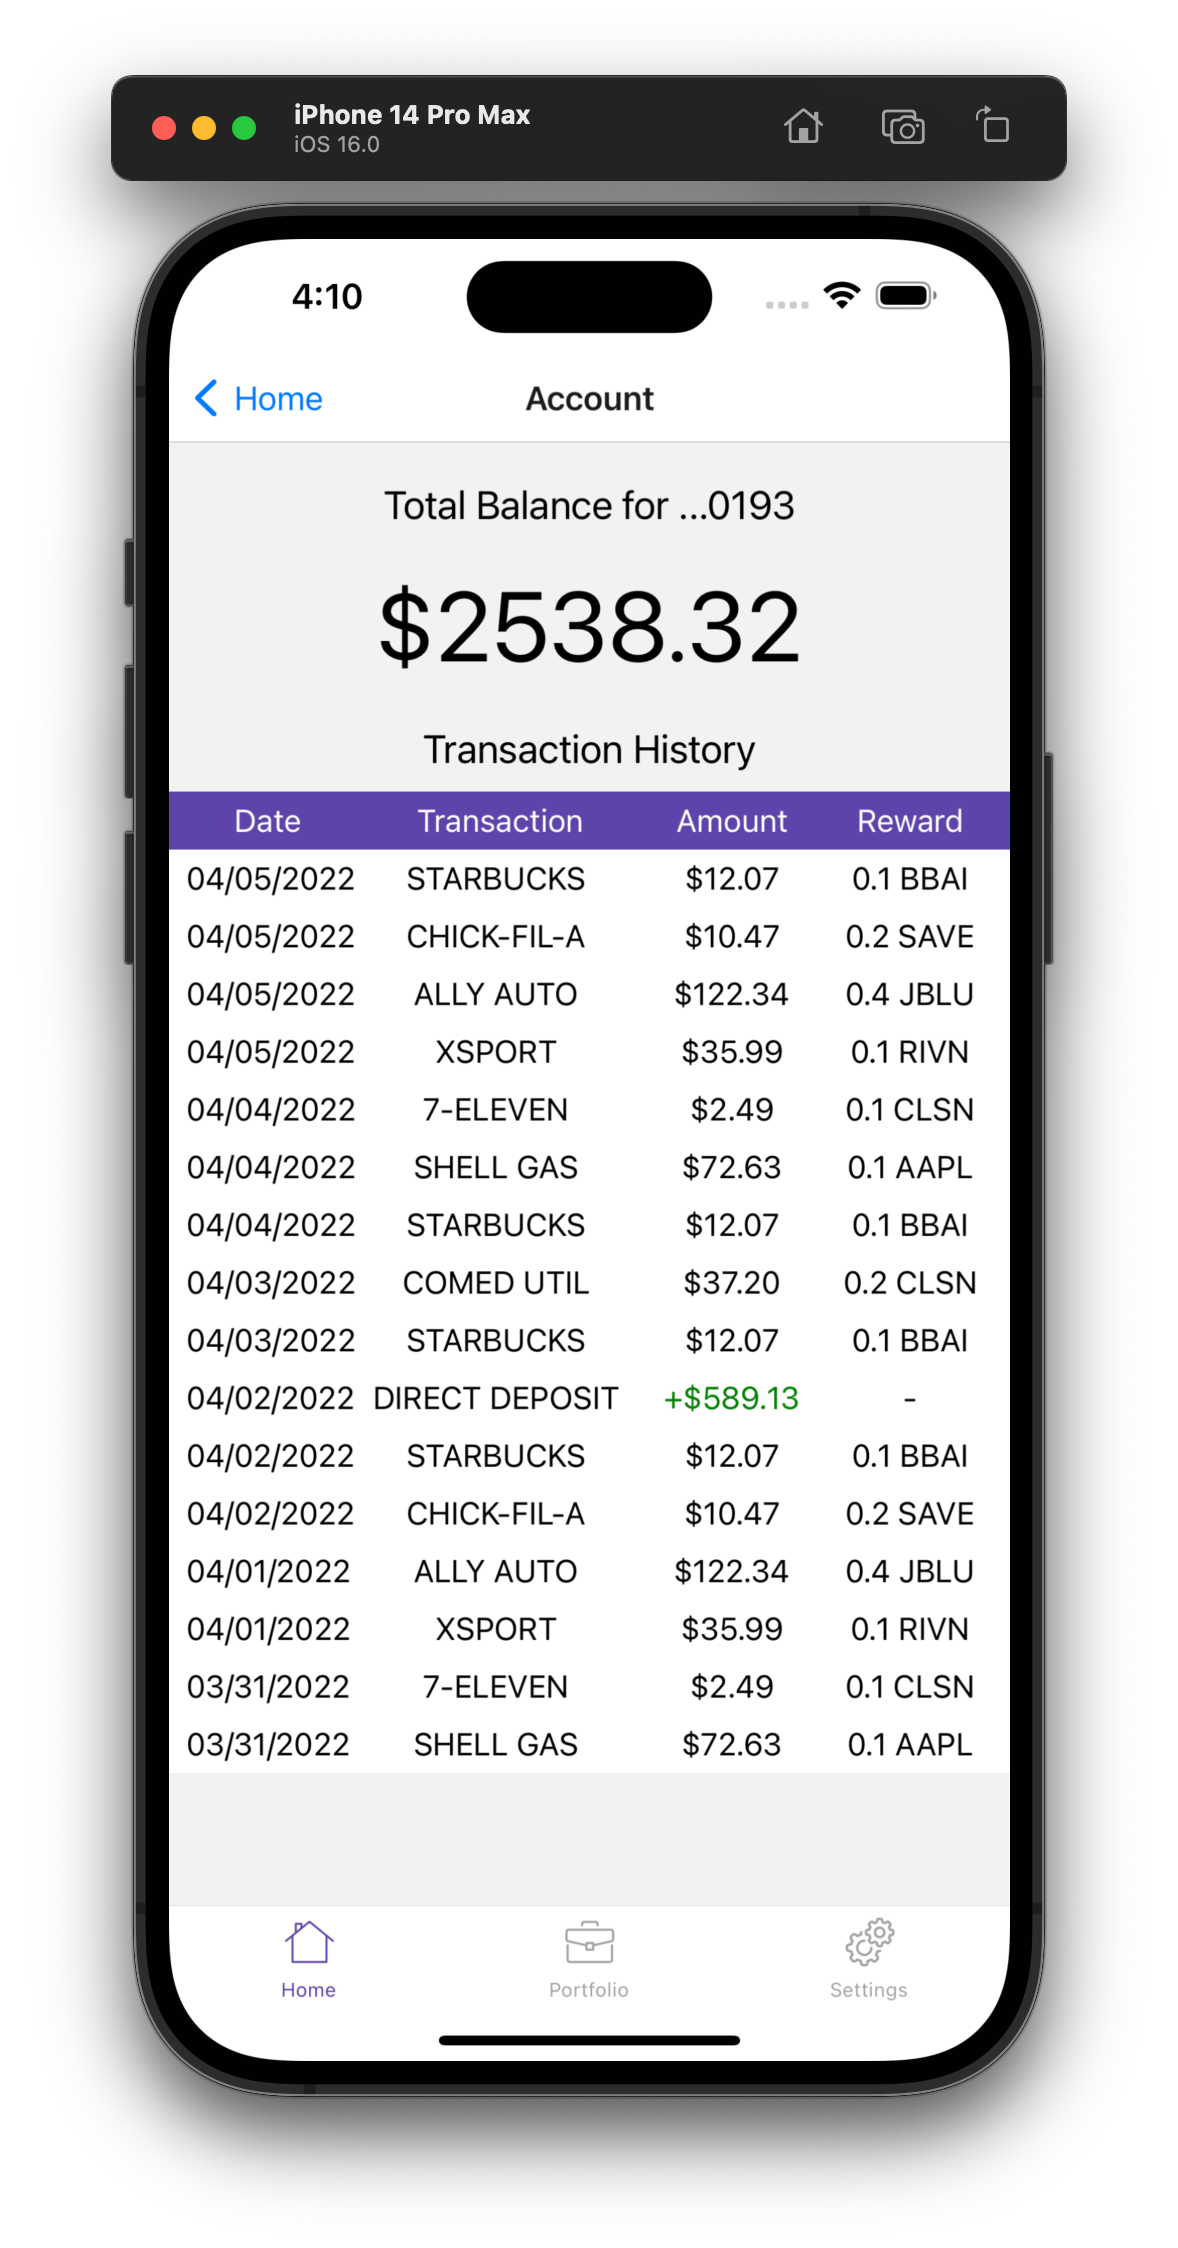 iPhone 14 Pro Max
iOS 16.0
4:10
Home Account
Total Balance for ...0193
$2538.32
Transaction History
Date Transaction Amount Reward
04/05/2022 STARBUCKS $12.07 0.1 BBAI
04/05/2022 CHICK-FIL-A $10.47 0.2 SAVE
04/05/2022 ALLY AUTO $122.34 0.4 JBLU
04/05/2022 XSPORT $35.99 0.1 RIVN
04/04/2022 7-ELEVEN $2.49 0.1 CLSN
04/04/2022 SHELL GAS $72.63 0.1 AAPL
04/04/2022 STARBUCKS $12.07 0.1 BBAI
04/03/2022 COMED UTIL $37.20 0.2 CLSN
04/03/2022 STARBUCKS $12.07 0.1 BBAI
04/02/2022 DIRECT DEPOSIT +$589.13 -
04/02/2022 STARBUCKS $12.07 0.1 BBAI
04/02/2022 CHICK-FIL-A $10.47 0.2 SAVE
04/01/2022 ALLY AUTO $122.34 0.4 JBLU
04/01/2022 XSPORT $35.99 0.1 RIVN
03/31/2022 7-ELEVEN $2.49 0.1 CLSN
03/31/2022 SHELL GAS $72.63 0.1 AAPL
Home Portfolio Settings